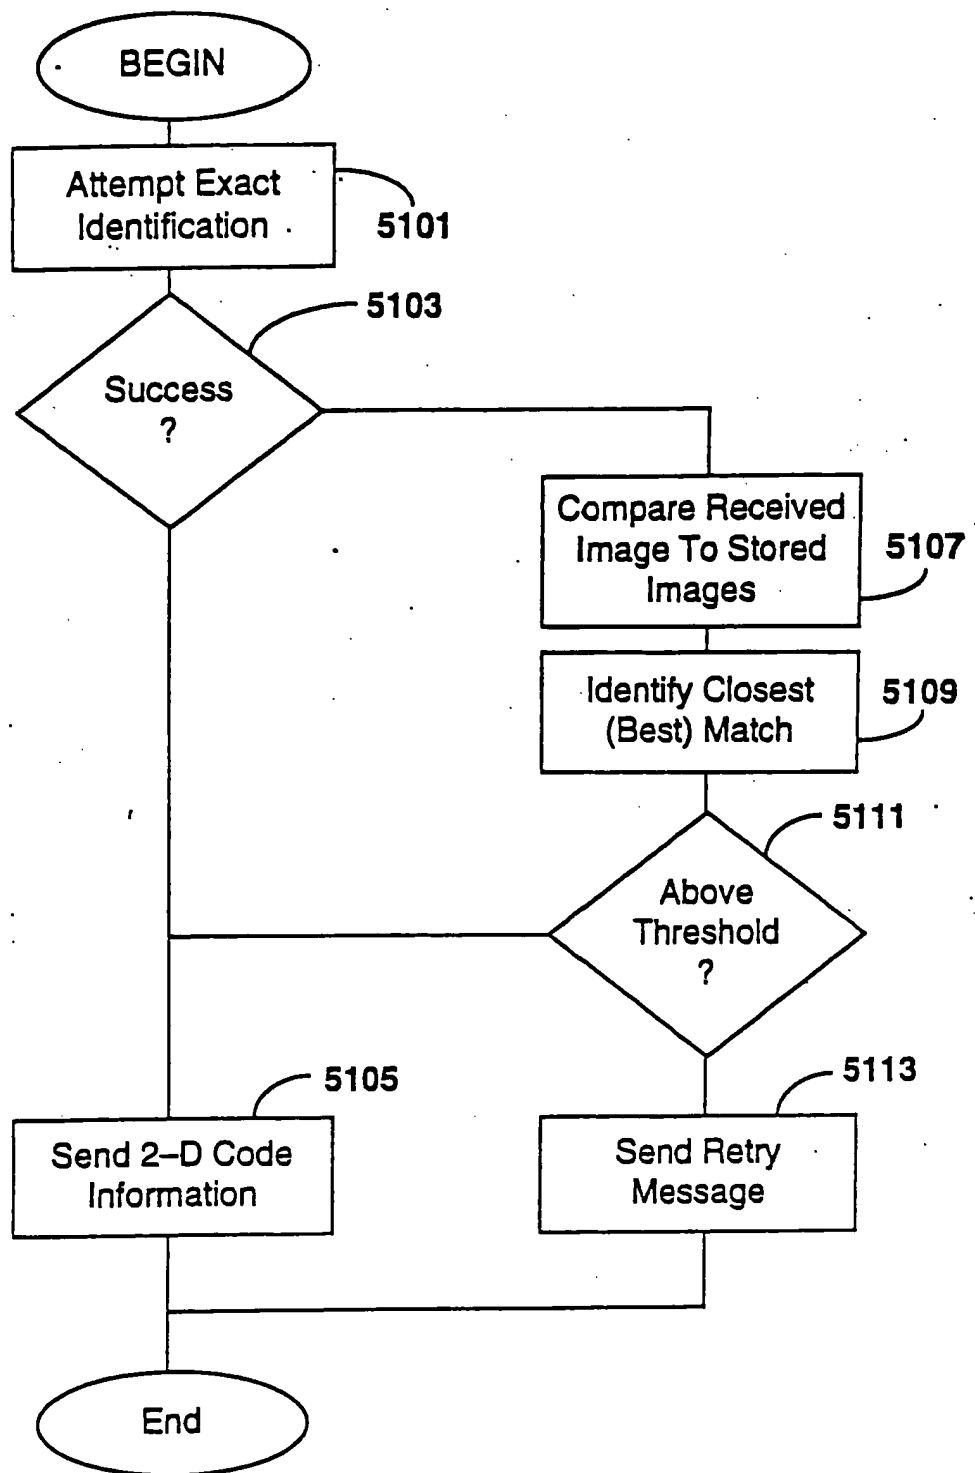 BEGIN
Attempt Exact
Identification
5101
5103
Success
?
Compare Received
Image To Stored
Images
5107
Identify Closest
(Best) Match
5109
5111
Above
Threshold
?
5105
Send 2–D Code
Information
5113
Send Retry
Message
End